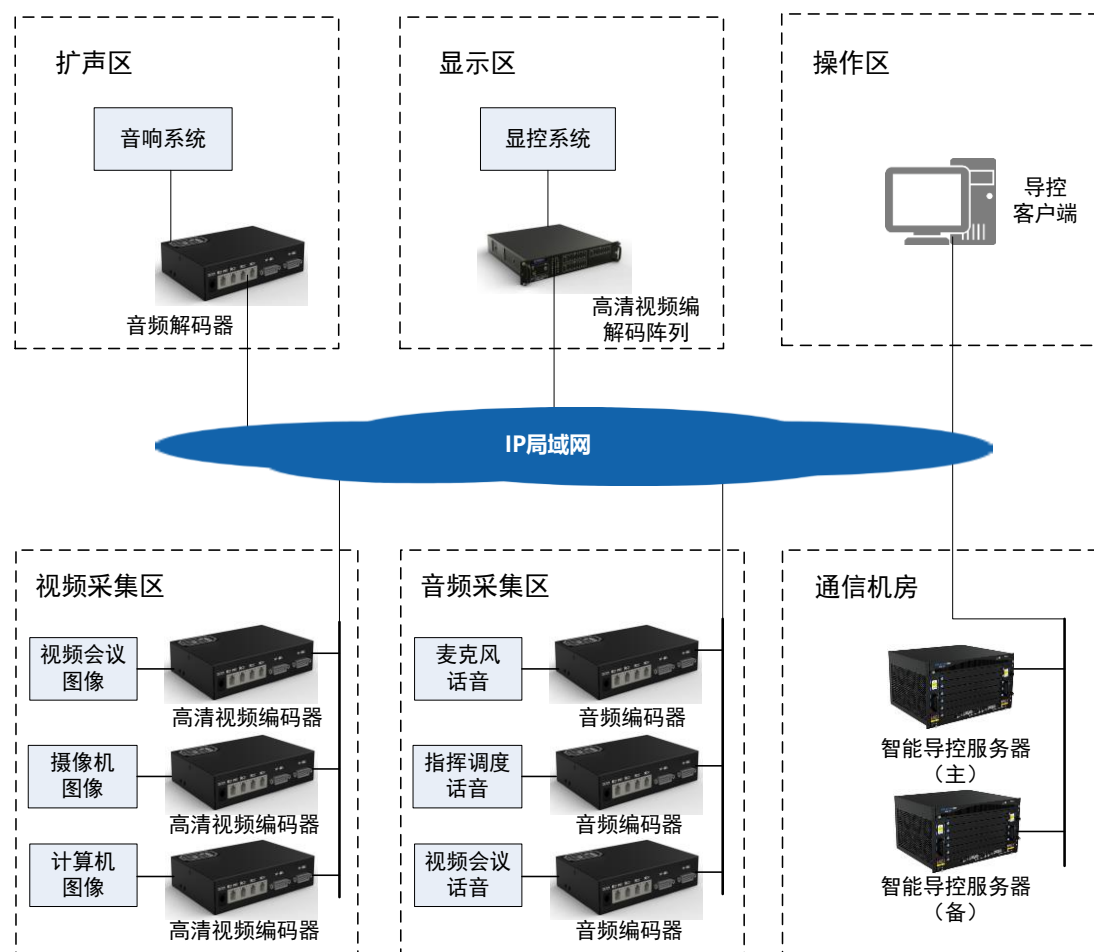 扩声区
音响系统
音频解码器
显示区
显控系统
高清视频编
解码阵列
操作区
导控
客户端
IP局域网
视频采集区
视频会议
图像
高清视频编码器
摄像机
图像
高清视频编码器
计算机
图像
高清视频编码器
音频采集区
麦克风
话音
音频编码器
指挥调度
话音
音频编码器
视频会议
话音
音频编码器
通信机房
智能导控服务器
（主）
智能导控服务器
（备）